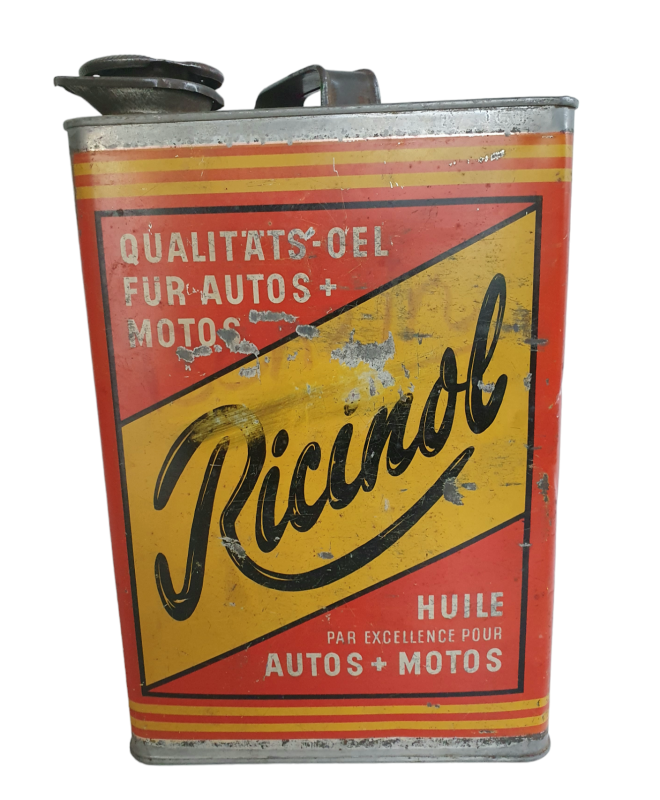 QUALITÄTS-OEL
FÜR AUTOS +
MOTOS
Ricinol
HUILE
PAR EXCELLENCE POUR
AUTOS + MOTOS